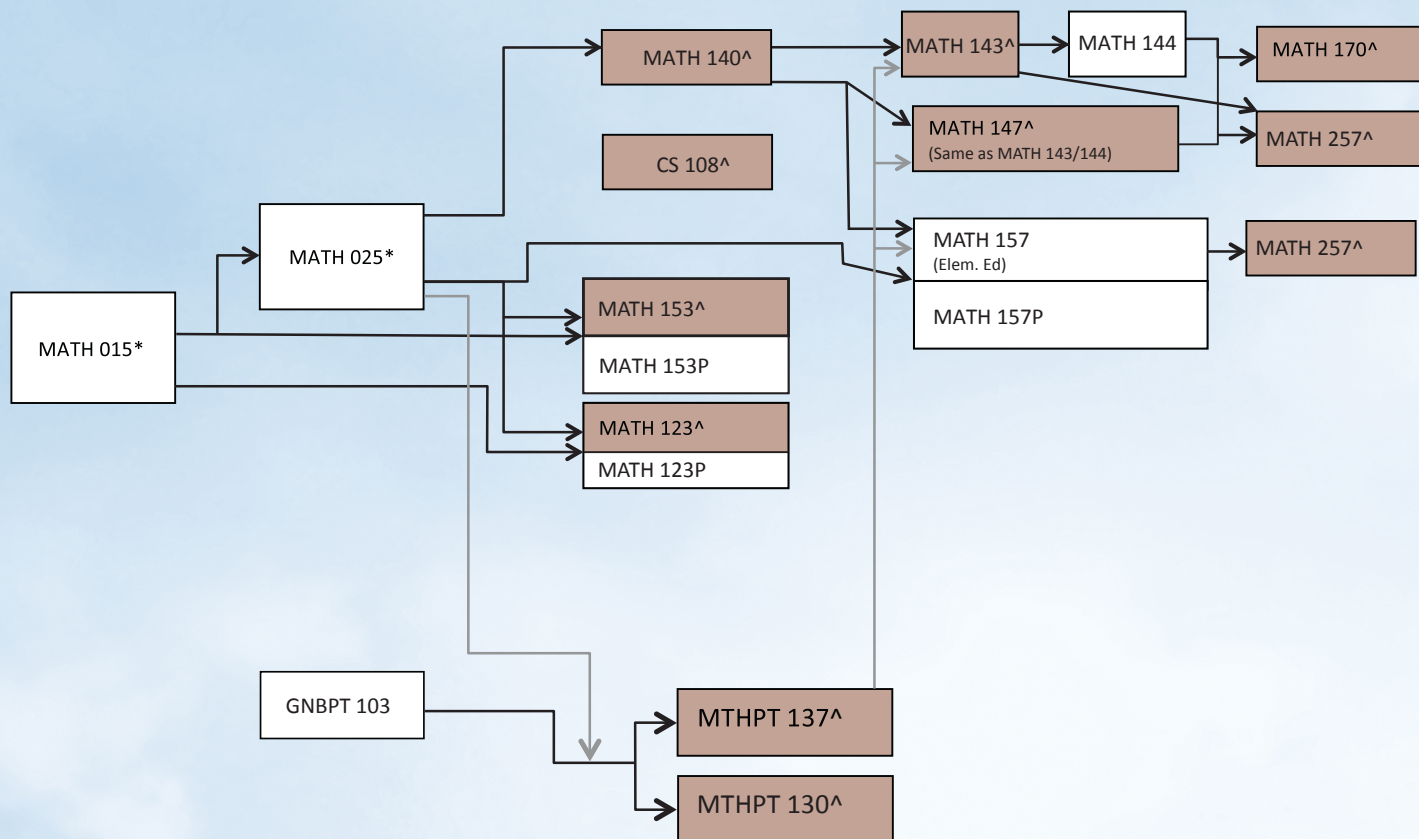 MATH 140^
MATH 143^
MATH 144
MATH 170^
MATH 147^
(Same as MATH 143/144)
MATH 257^
CS 108^
MATH 025*
MATH 157
(Elem. Ed)
MATH 257^
MATH 157P
MATH 015*
MATH 153^
MATH 153P
MATH 123^
MATH 123P
GNBPT 103
MTHPT 137^
MTHPT 130^